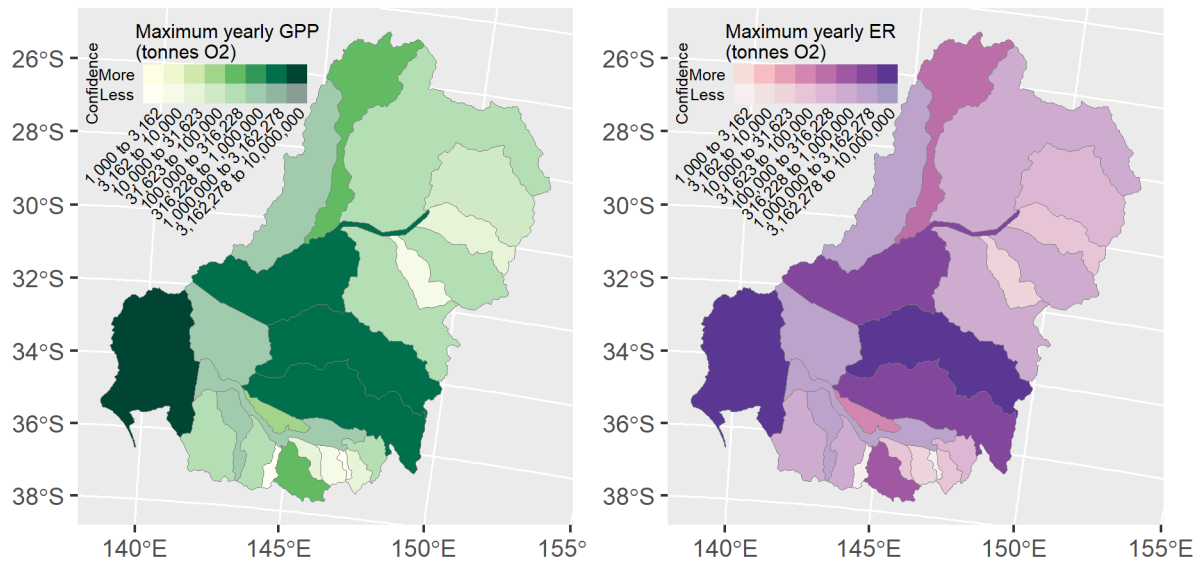 Maximum yearly GPP
(tonnes O2)
Confidence
More
Less
1,000 to 3,162
3,162 to 10,000
10,000 to 31,623
31,623 to 100,000
100,000 to 316,228
316,228 to 1,000,000
1,000,000 to 3,162,278
3,162,278 to 10,000,000
26°S
28°S
30°S
32°S
34°S
36°S
38°S
140°E
145°E
150°E
155°
Maximum yearly ER
(tonnes O2)
Confidence
More
Less
1,000 to 3,162
3,162 to 10,000
10,000 to 31,623
31,623 to 100,000
100,000 to 316,228
316,228 to 1,000,000
1,000,000 to 3,162,278
3,162,278 to 10,000,000
26°S
28°S
30°S
32°S
34°S
36°S
38°S
140°E
145°E
150°E
155°E